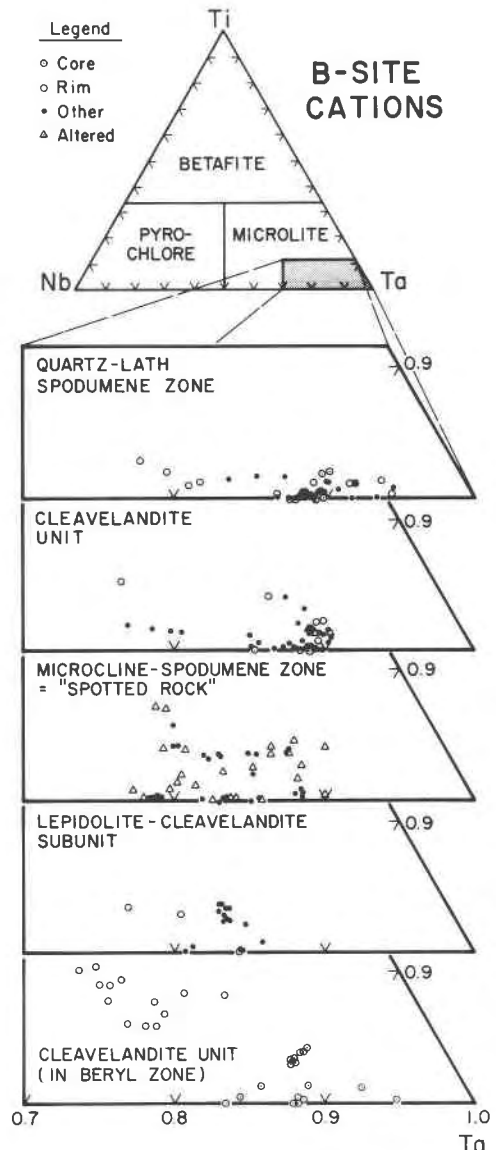 Ti
Legend
Core
Rim
Other
Altered
B-SITE
CATIONS
BETAFITE
PYRO-
CHLORE
MICROLITE
Nb
Ta
QUARTZ-LATH
SPODUMENE ZONE
0.9
CLEAVELANDITE
UNIT
0.9
MICROCLINE-SPODUMENE ZONE
= "SPOTTED ROCK"
0.9
LEPIDOLITE-CLEAVELANDITE
SUBUNIT
0.9
CLEAVELANDITE UNIT
(IN BERYL ZONE)
0.9
0.7
0.8
0.9
1.0
Ta